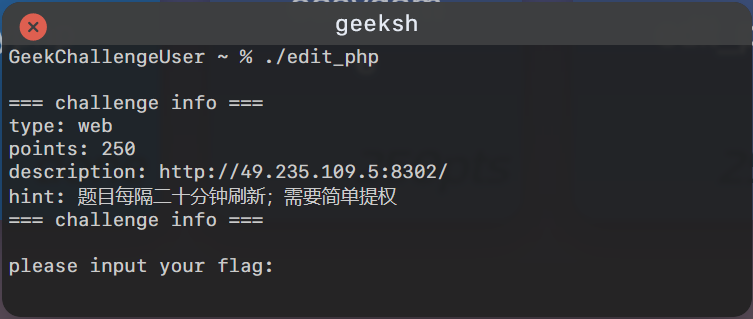 geeksh
GeekChallengeUser ~ % ./edit_php
=== challenge info ===
type: web
points: 250
description: http://49.235.109.5:8302/
hint: 题目每隔二十分钟刷新；需要简单提权
=== challenge info ===
please input your flag: